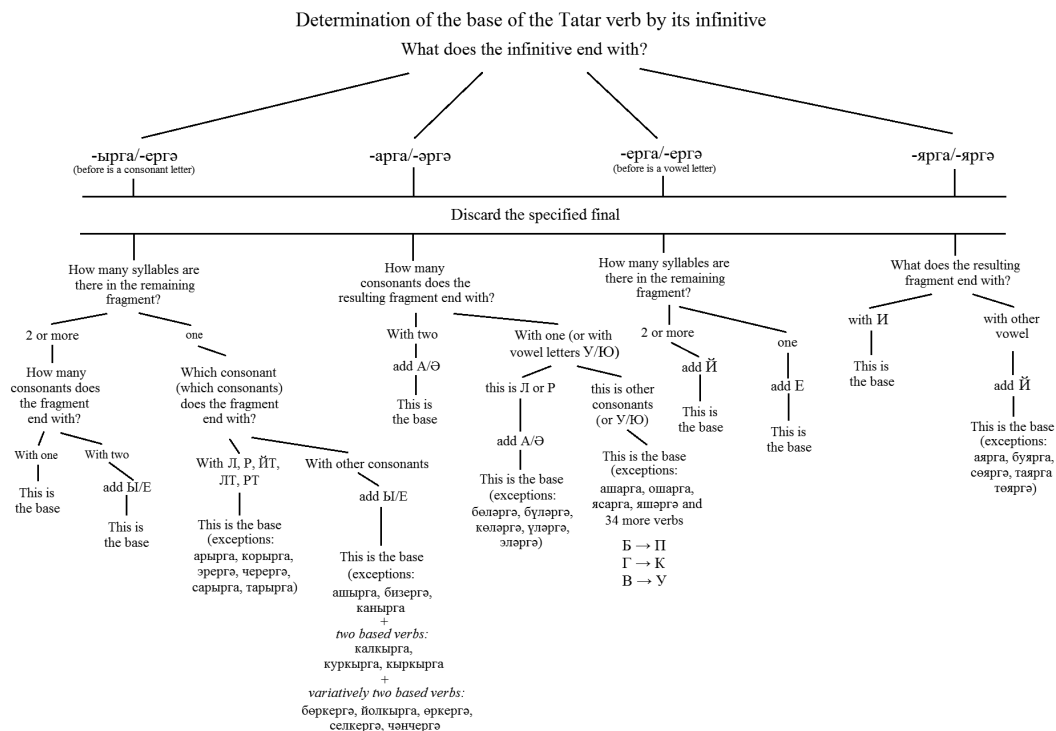 Determination of the base of the Tatar verb by its infinitive
What does the infinitive end with?
-ырга/-ергә
(before is a consonant letter)
-арга/-әргә
-ерга/-ергә
(before is a vowel letter)
-ярга/-яргә
Discard the specified final
How many syllables are
there in the remaining
fragment?
2 or more
one
How many
consonants does
the fragment
end with?
With one
With two
This is
the base
add Ы/Е
This is
the base
Which consonant
(which consonants)
does the fragment
end with?
With Л, Р, ЙТ,
ЛТ, РТ
This is the base
(exceptions:
арырга, корырга,
эрергә, черергә,
сарырга, тарырга)
With other consonants
add Ы/Е
This is the base
(exceptions:
ашырга, бизергә,
канырга
+
two based verbs:
калкырга,
куркырга, кыркырга
+
variatively two based verbs:
бөркергә, йолкырга, өркергә,
селкергә, чәнчергә
How many
consonants does the
resulting fragment end with?
With two
add А/Ә
This is
the base
With one (or with
vowel letters У/Ю)
this is Л or Р
add А/Ә
This is the base
(exceptions:
бөләргә, бүләргә,
көләргә, үләргә,
эләргә)
this is other
consonants
(or У/Ю)
This is the base
(exceptions:
ашарга, ошарга,
ясарга, яшәргә and
34 more verbs
Б → П
Г → К
В → У
How many syllables are
there in the remaining
fragment?
2 or more
add Й
This is
the base
one
add Е
This is
the base
What does the resulting
fragment end with?
with И
This is
the base
with other
vowel
add Й
This is the base
(exceptions:
аярга, буярга,
сөяргә, таярга
төяргә)